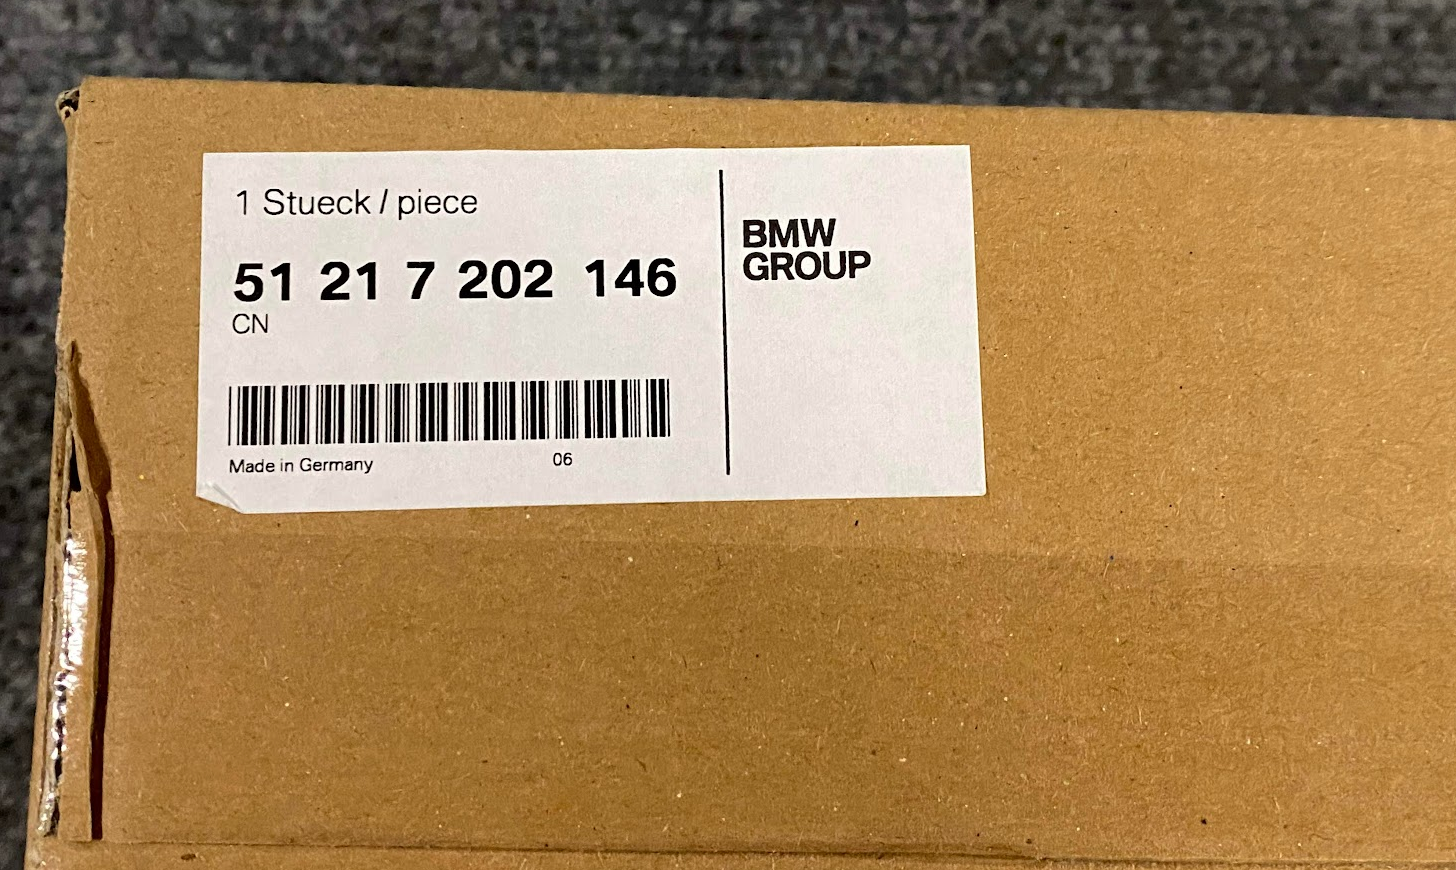 1 Stueck / piece
51 21 7 202 146
CN
Made in Germany 06
BMW
GROUP